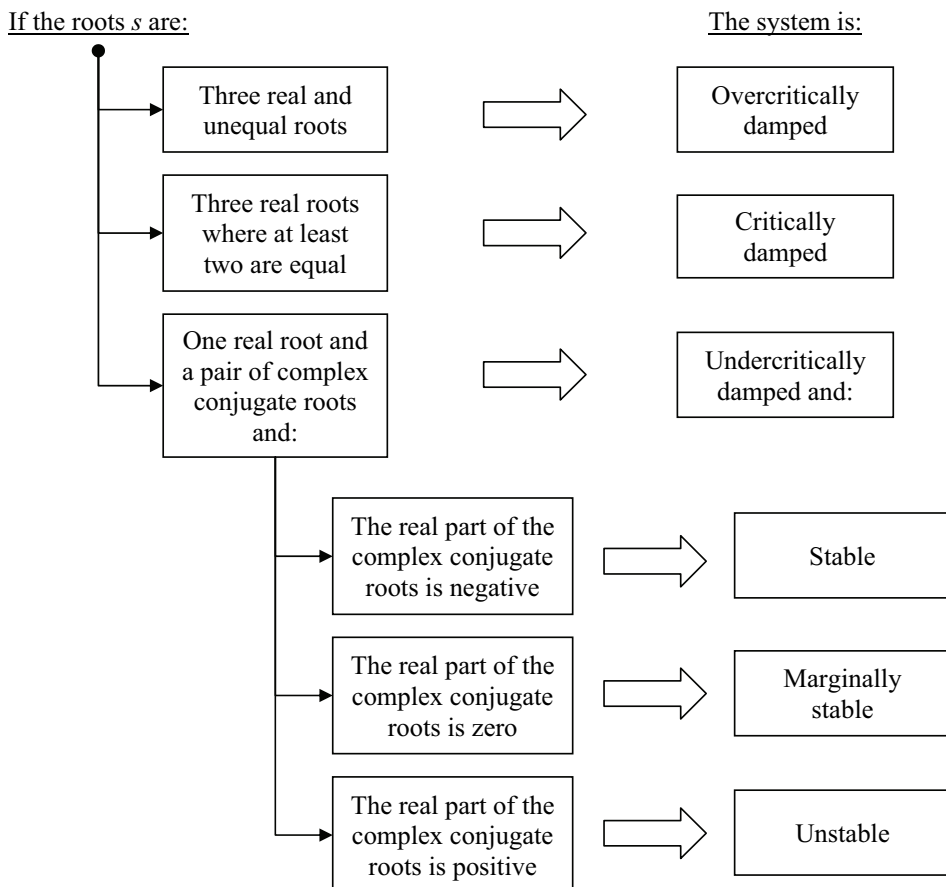 If the roots s are:
The system is:
Three real and
unequal roots
Overcritically
damped
Three real roots
where at least
two are equal
Critically
damped
One real root and
a pair of complex
conjugate roots
and:
Undercritically
damped and:
The real part of the
complex conjugate
roots is negative
Stable
The real part of the
complex conjugate
roots is zero
Marginally
stable
The real part of the
complex conjugate
roots is positive
Unstable